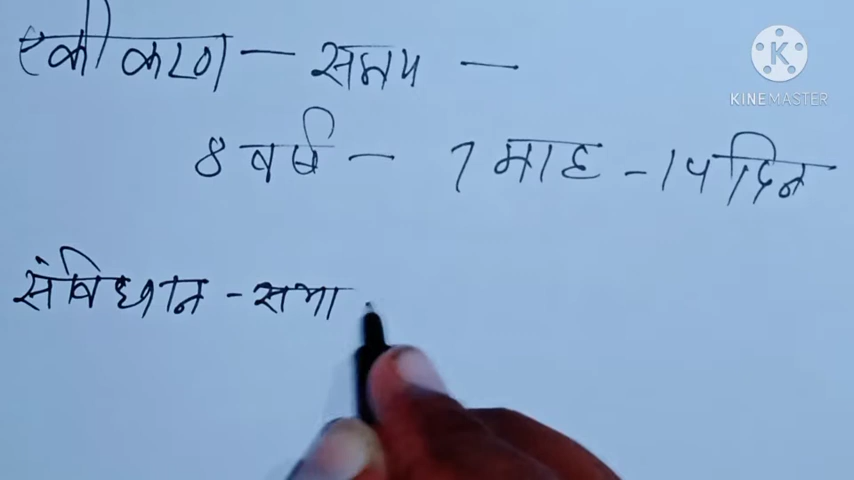 एकीकरण - समय -
8 वर्ष - 7 माह - 14 दिन
संविधान - सभा
KINEMASTER